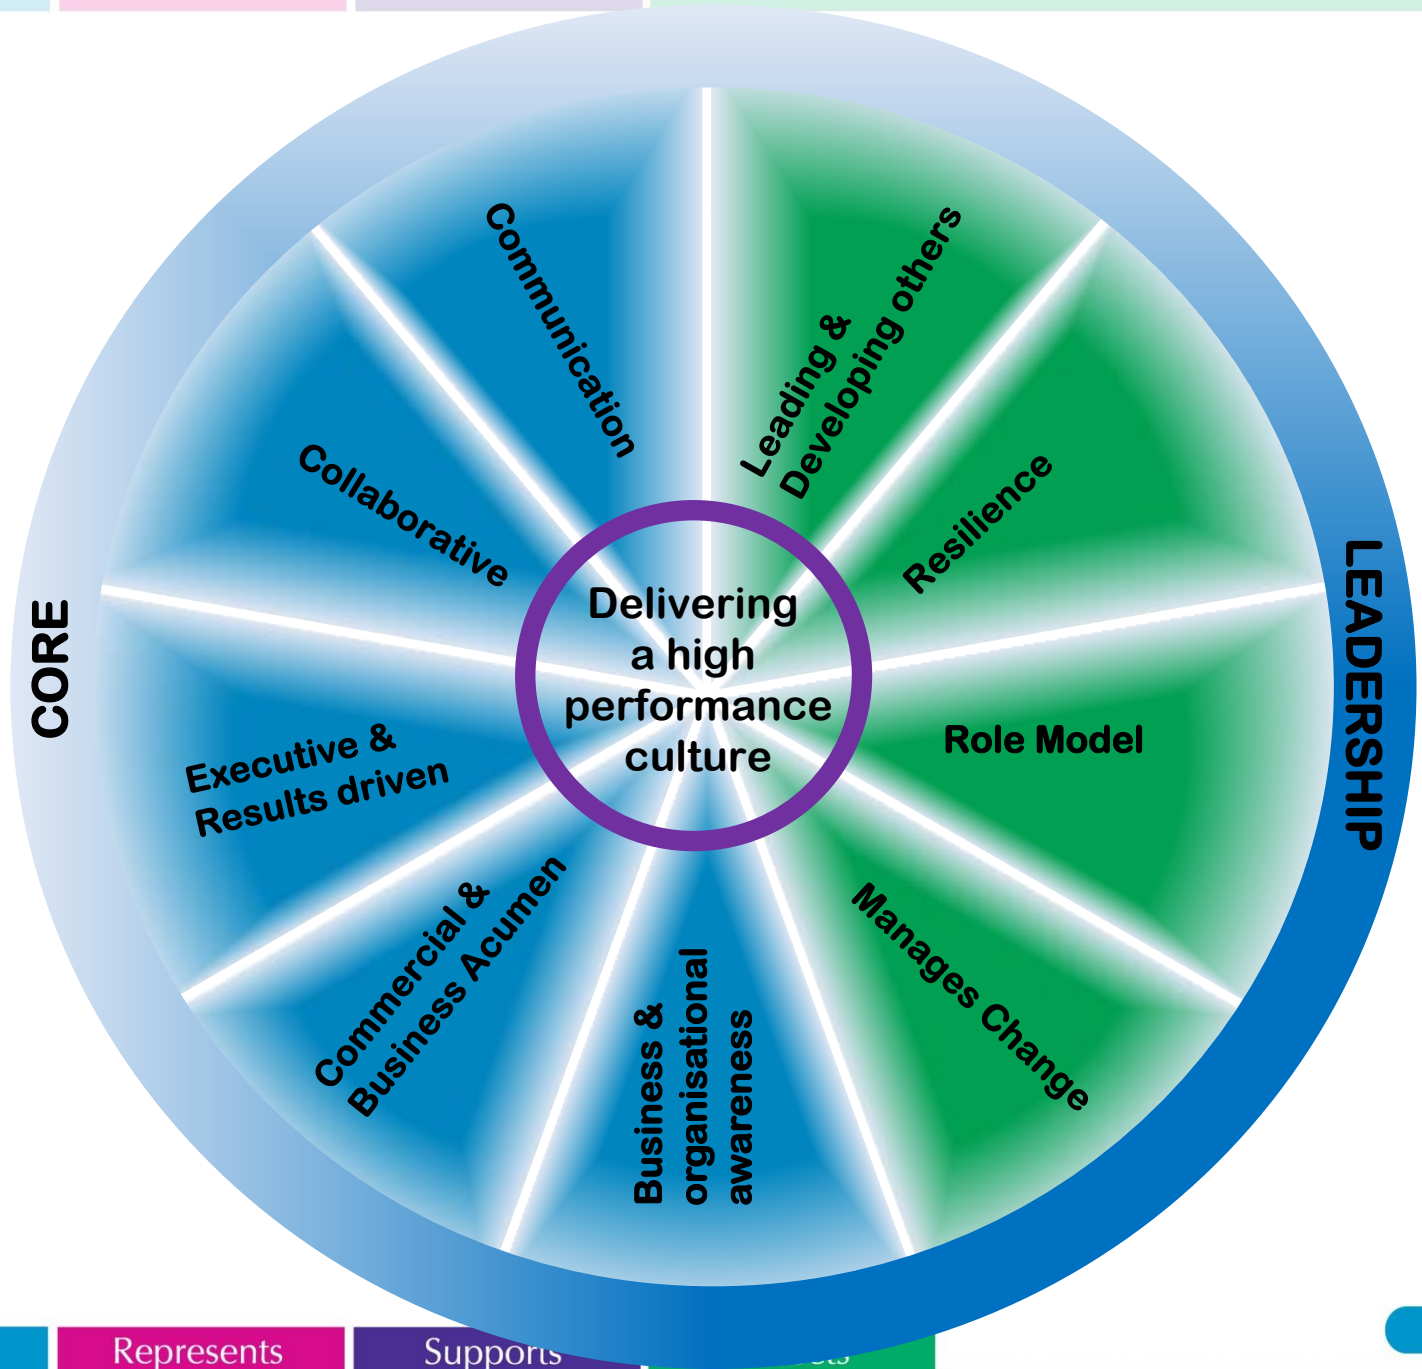 Communication
Leading &
Developing others
Collaborative
Resilience
Delivering
a high
performance
culture
CORE
LEADERSHIP
Executive &
Results driven
Role Model
Commercial &
Business Acumen
Manages Change
Business &
organisational
awareness
Represents
Supports